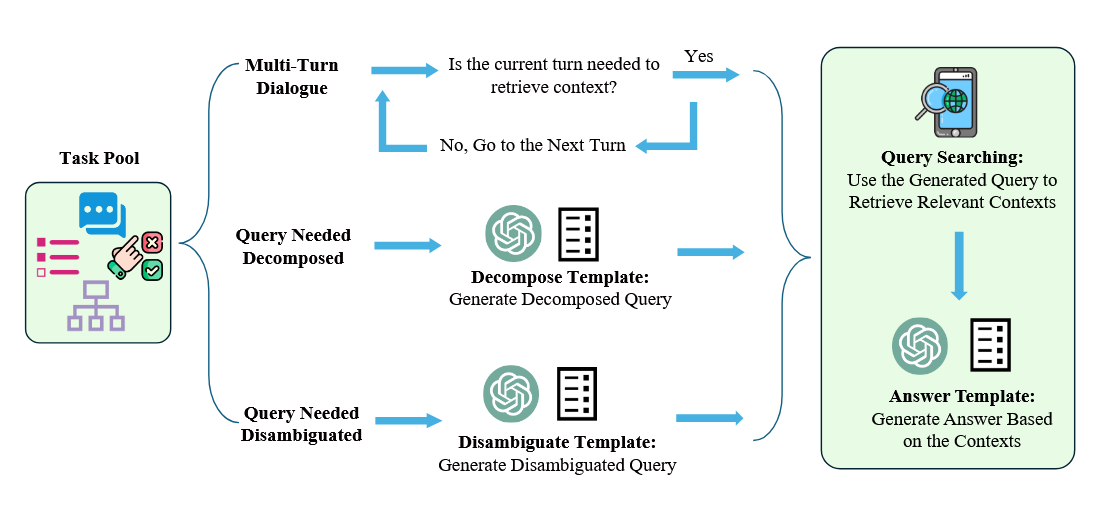 Task Pool
Multi-Turn
Dialogue
Is the current turn needed to
retrieve context?
Yes
No, Go to the Next Turn
Query Needed
Decomposed
Decompose Template:
Generate Decomposed Query
Query Needed
Disambiguated
Disambiguate Template:
Generate Disambiguated Query
Query Searching:
Use the Generated Query to
Retrieve Relevant Contexts
Answer Template:
Generate Answer Based
on the Contexts